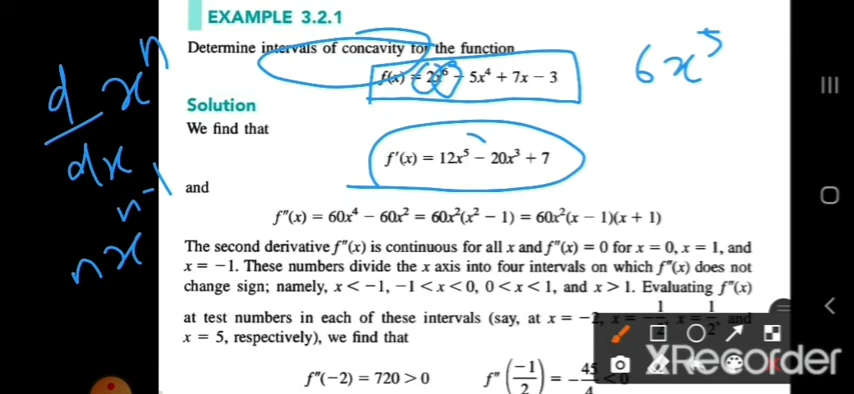 EXAMPLE 3.2.1
Determine intervals of concavity for the function
f(x) = 2x⁶ − 5x⁴ + 7x − 3
Solution
We find that
f′(x) = 12x⁵ − 20x³ + 7
and
f″(x) = 60x⁴ − 60x² = 60x²(x² − 1) = 60x²(x − 1)(x + 1)
The second derivative f″(x) is continuous for all x and f″(x) = 0 for x = 0, x = 1, and
x = −1. These numbers divide the x axis into four intervals on which f″(x) does not
change sign; namely, x < −1, −1 < x < 0, 0 < x < 1, and x > 1. Evaluating f″(x)
at test numbers in each of these intervals (say, at x = −2, x = −1/2, x = 1/2, and
x = 5, respectively), we find that
f″(−2) = 720 > 0 f″(−1/2) = −45/4 < 0
d/dx xⁿ
nxⁿ⁻¹
6x⁵
XRecorder